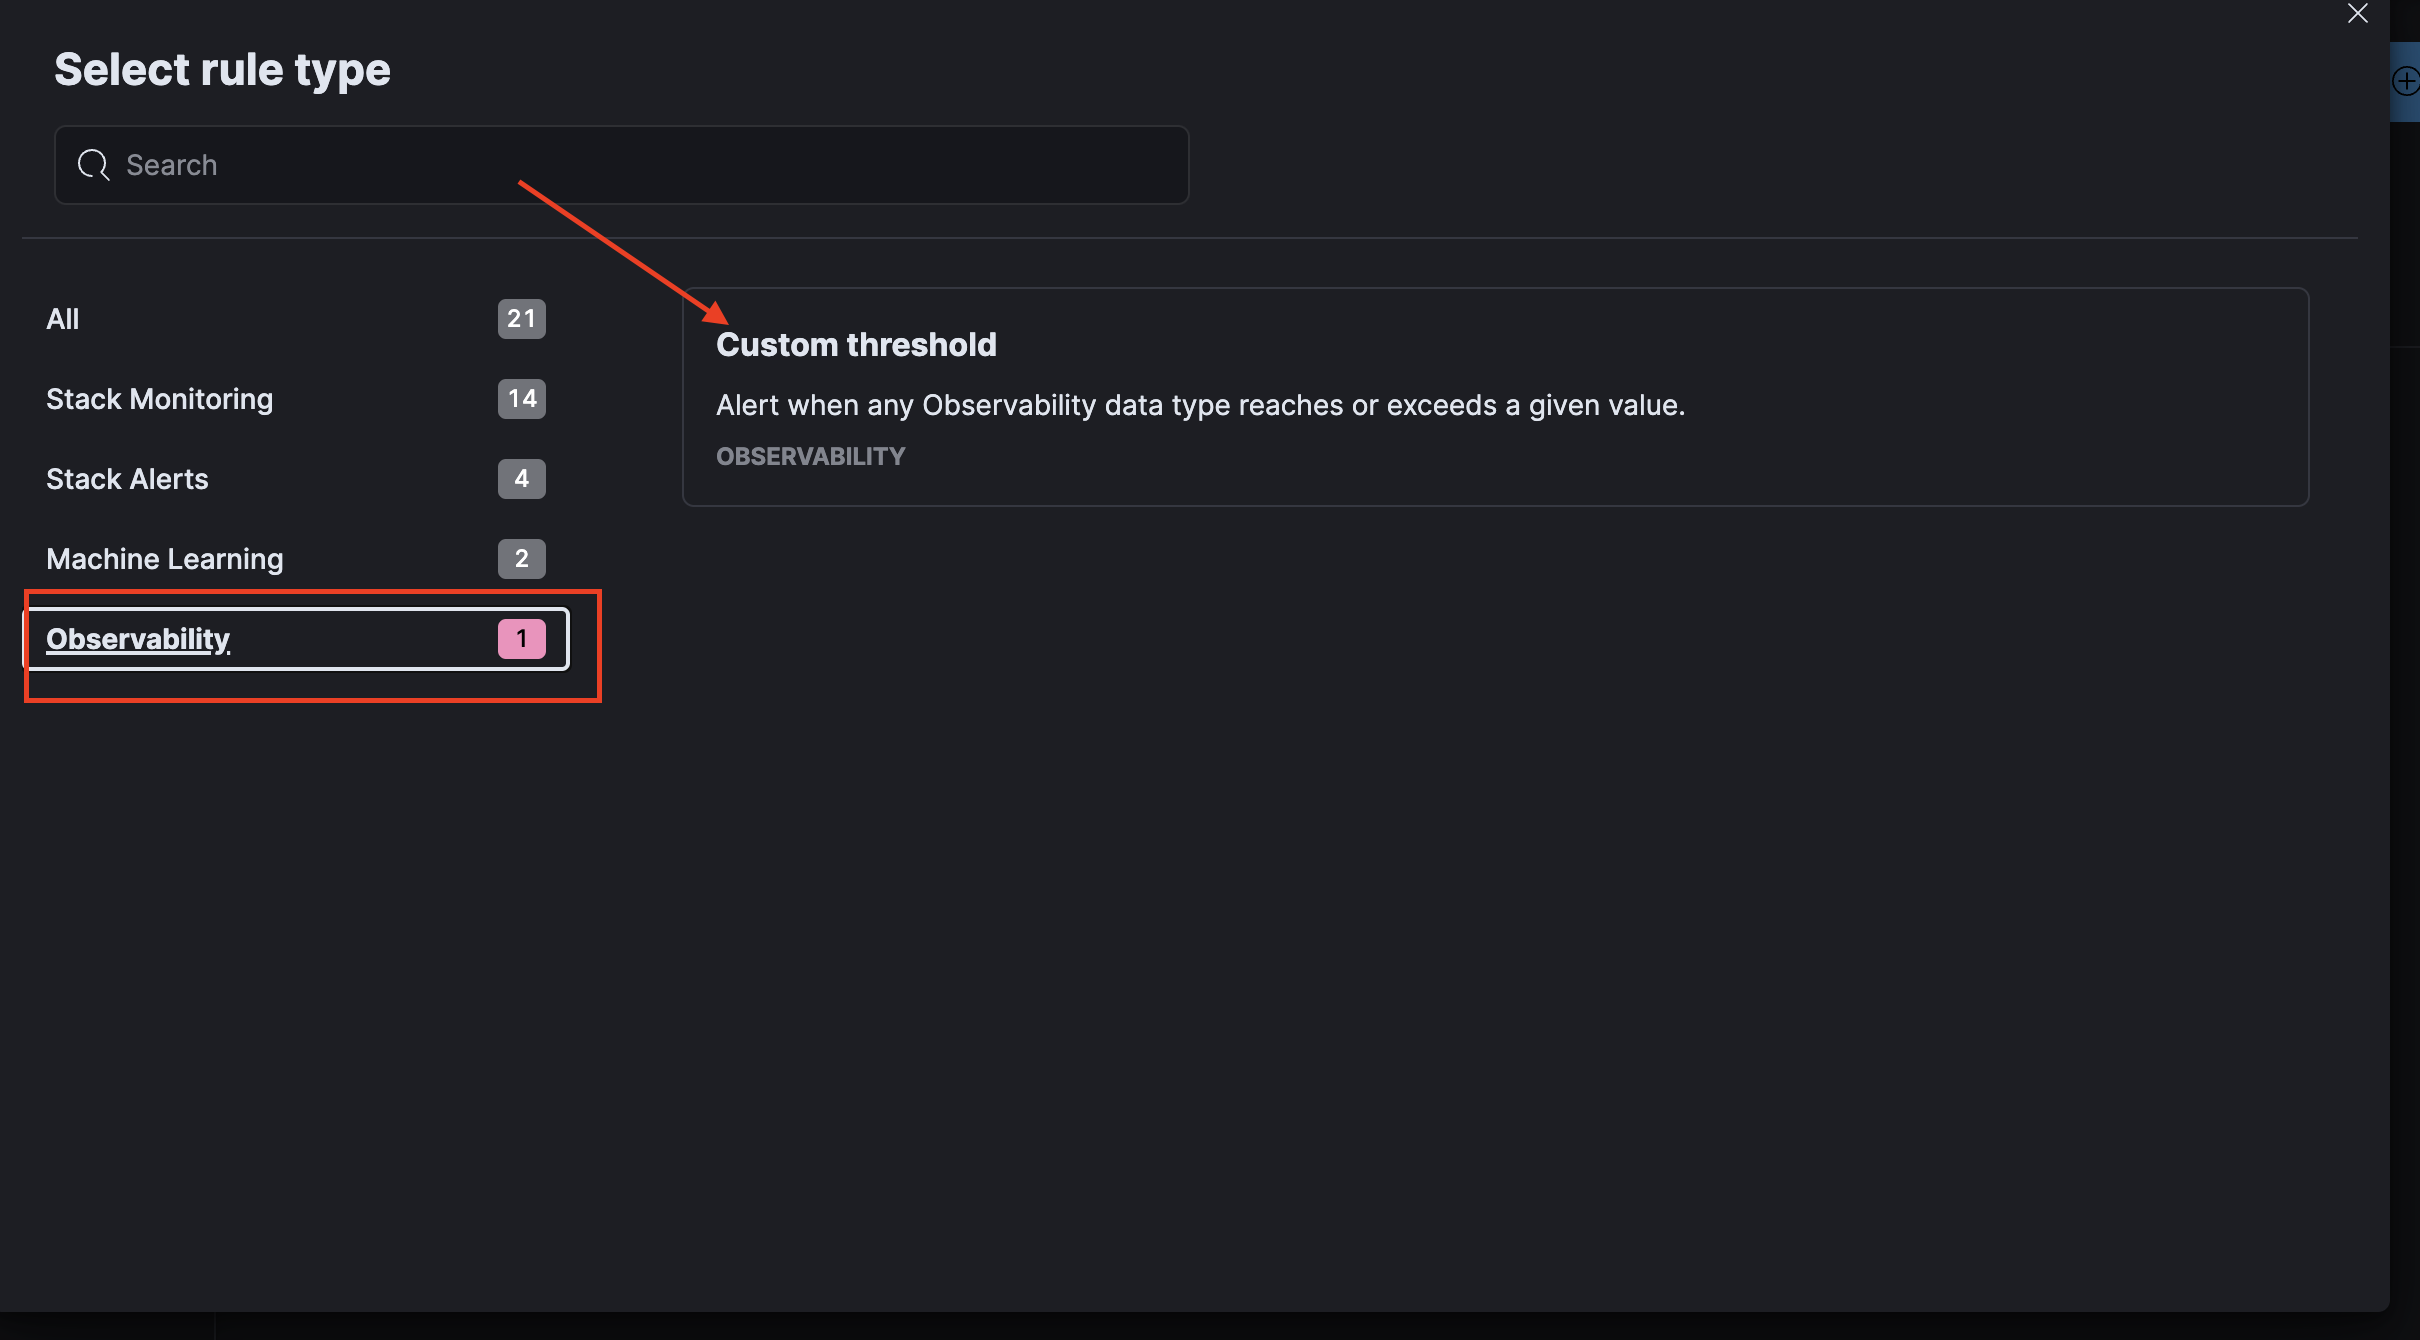 Select rule type
Search
All 21
Stack Monitoring 14
Stack Alerts 4
Machine Learning 2
Observability 1
Custom threshold
Alert when any Observability data type reaches or exceeds a given value.
OBSERVABILITY